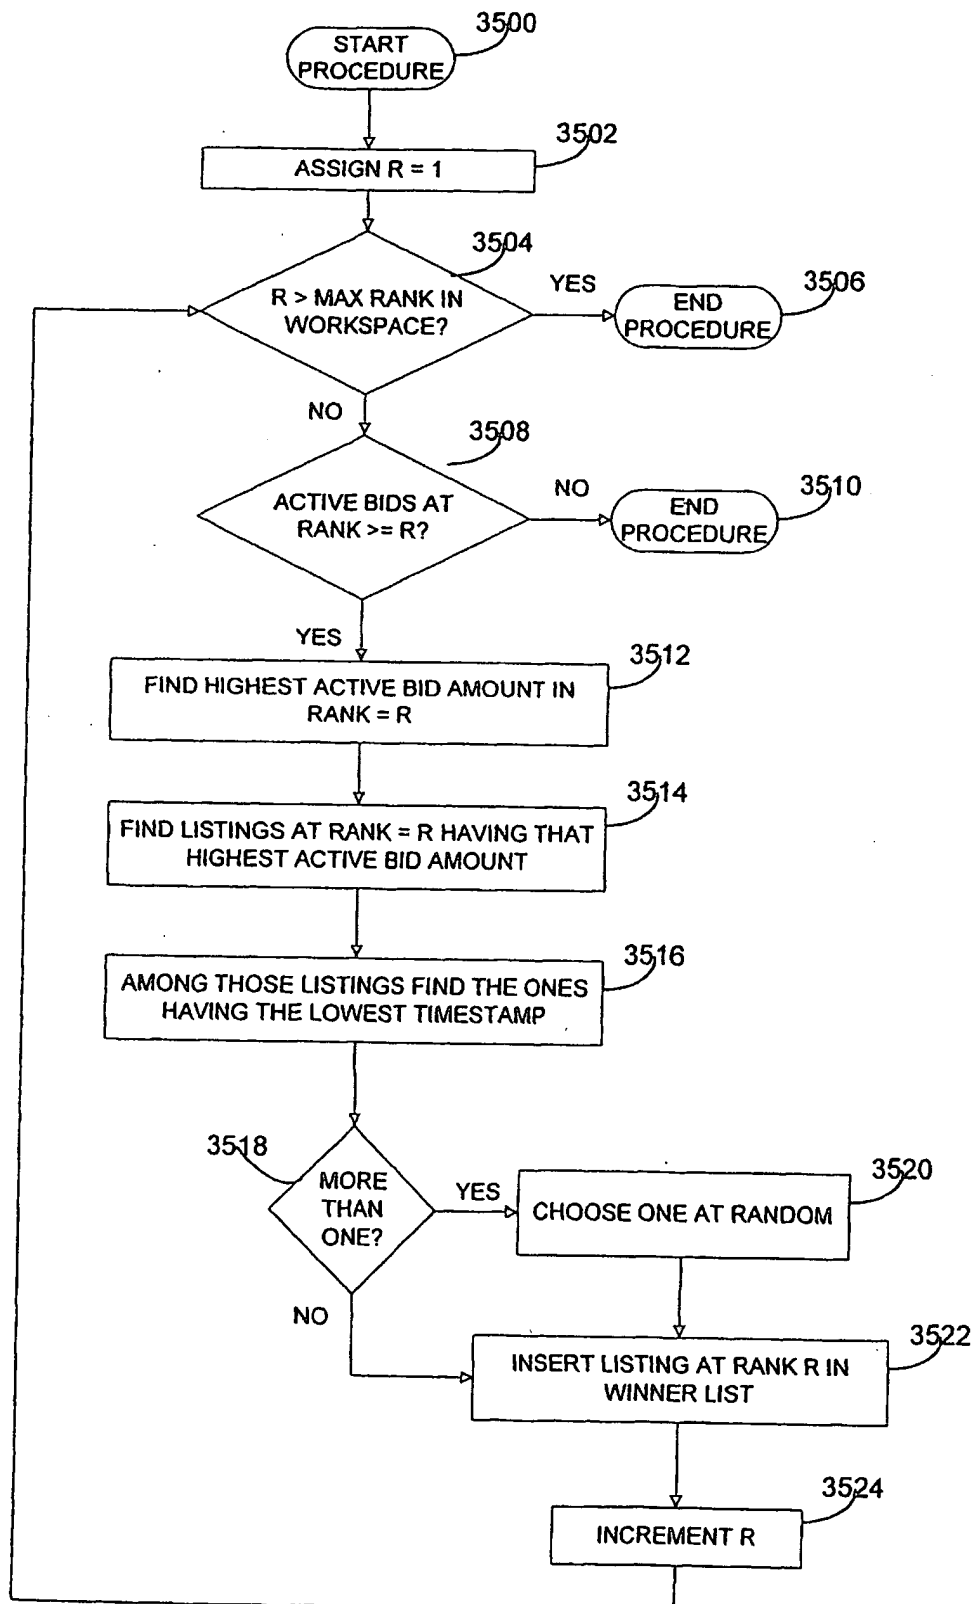 3500
START
PROCEDURE
3502
ASSIGN R = 1
3504
R > MAX RANK IN
WORKSPACE?
YES
3506
END
PROCEDURE
NO
3508
ACTIVE BIDS AT
RANK >= R?
NO
3510
END
PROCEDURE
YES
3512
FIND HIGHEST ACTIVE BID AMOUNT IN
RANK = R
3514
FIND LISTINGS AT RANK = R HAVING THAT
HIGHEST ACTIVE BID AMOUNT
3516
AMONG THOSE LISTINGS FIND THE ONES
HAVING THE LOWEST TIMESTAMP
3518
MORE
THAN
ONE?
YES
3520
CHOOSE ONE AT RANDOM
NO
3522
INSERT LISTING AT RANK R IN
WINNER LIST
3524
INCREMENT R